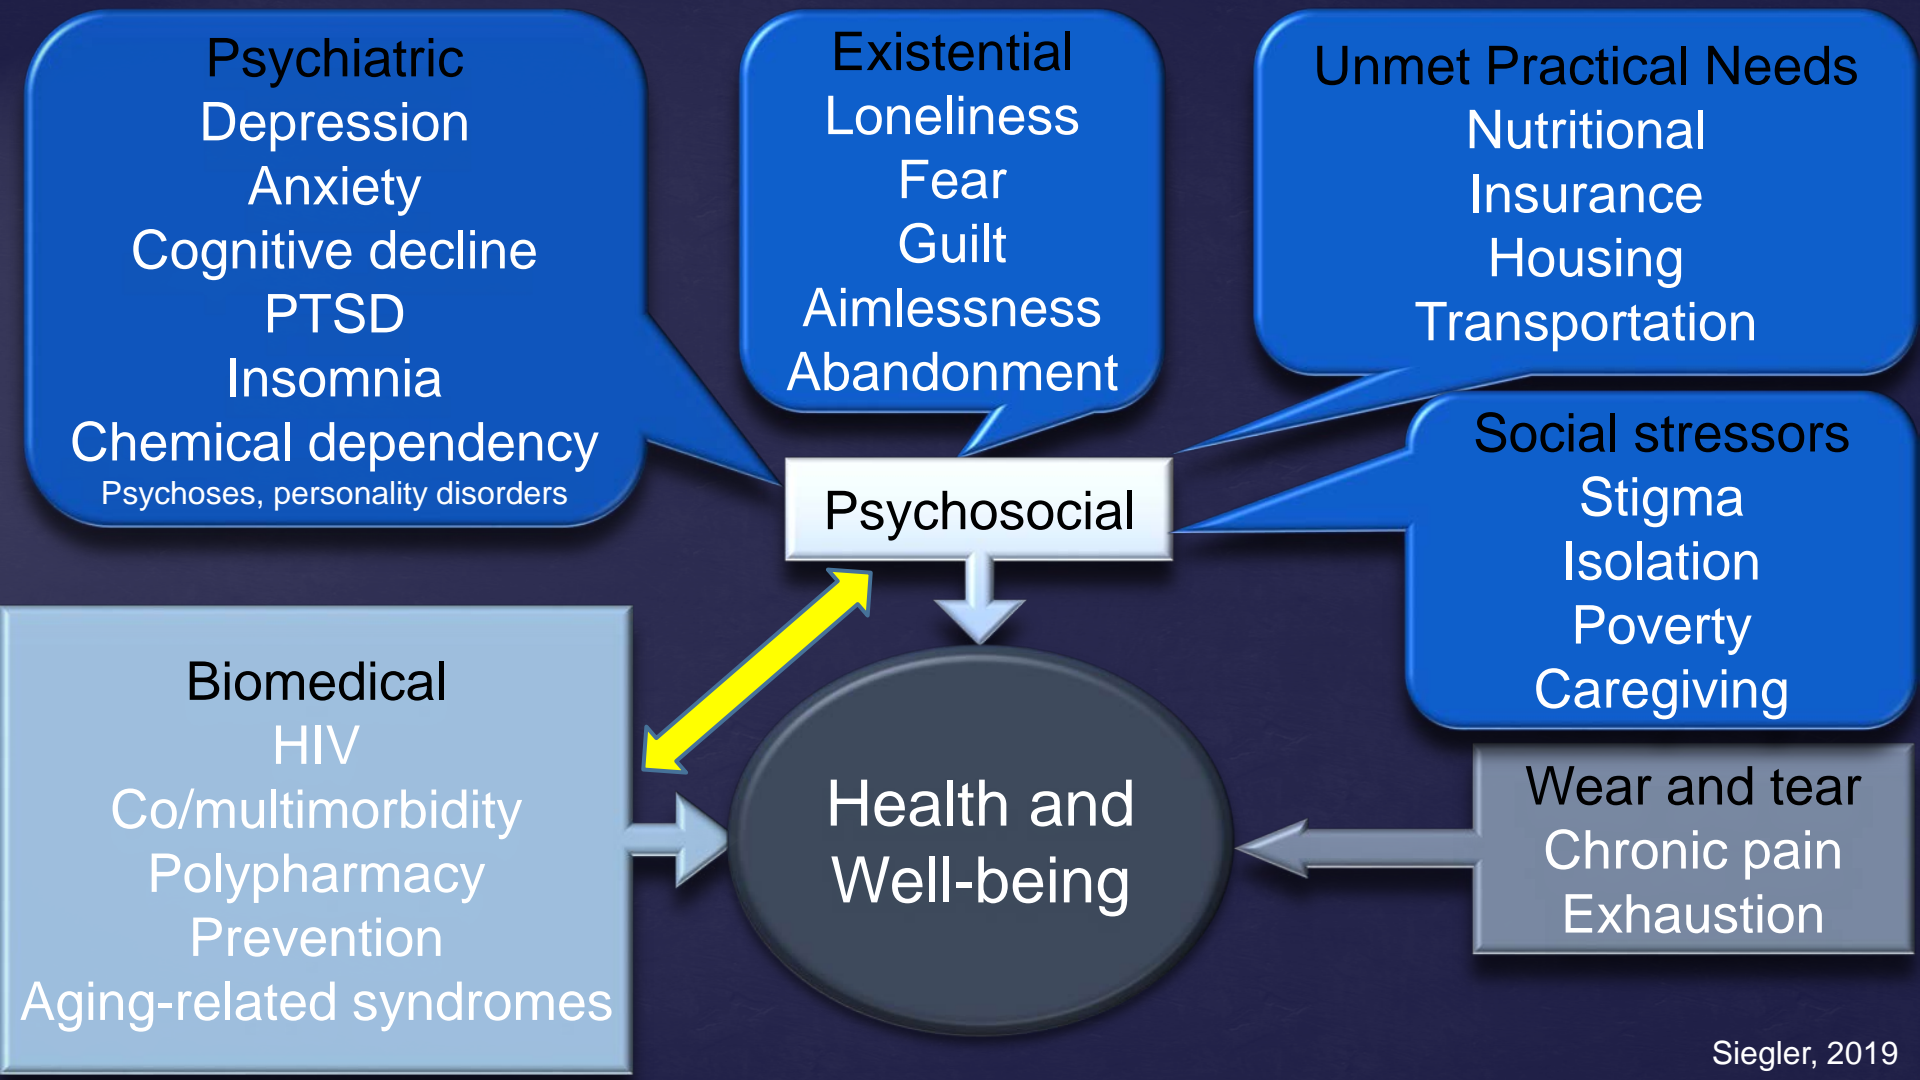 Psychiatric
Depression
Anxiety
Cognitive decline
PTSD
Insomnia
Chemical dependency
Psychoses, personality disorders
Existential
Loneliness
Fear
Guilt
Aimlessness
Abandonment
Unmet Practical Needs
Nutritional
Insurance
Housing
Transportation
Social stressors
Stigma
Isolation
Poverty
Caregiving
Psychosocial
Biomedical
HIV
Co/multimorbidity
Polypharmacy
Prevention
Aging-related syndromes
Health and
Well-being
Wear and tear
Chronic pain
Exhaustion
Siegler, 2019